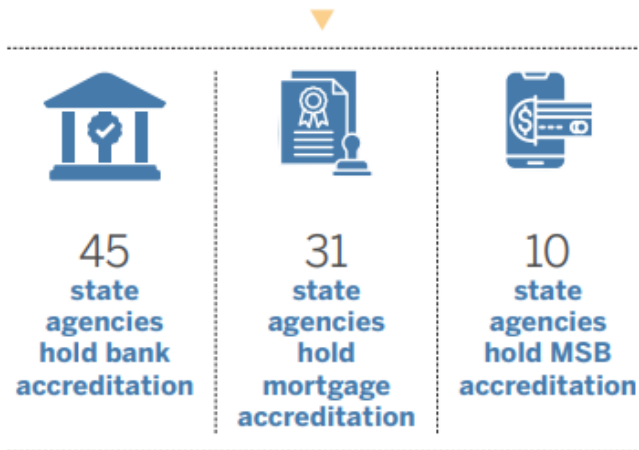 45
state
agencies
hold bank
accreditation
31
state
agencies
hold
mortgage
accreditation
10
state
agencies
hold MSB
accreditation